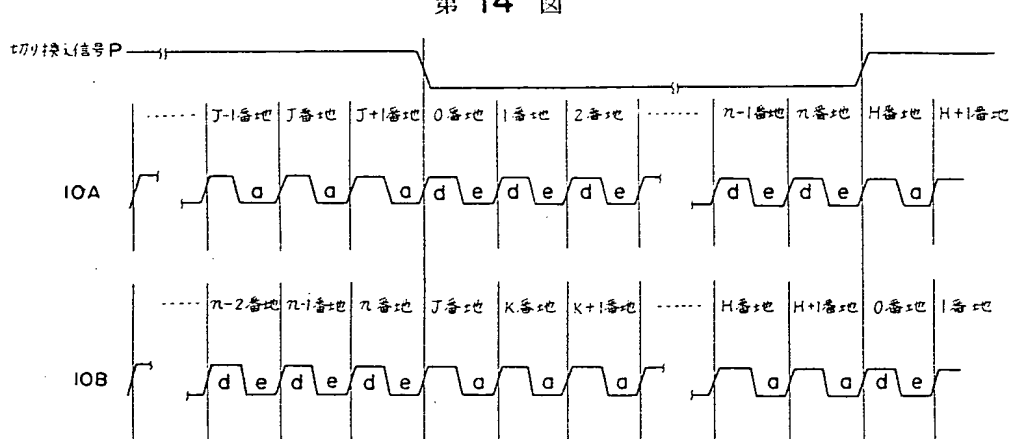 第 14 図
切り換え信号P
‥‥‥ J-1番地 J番地 J+1番地 0番地 1番地 2番地 ‥‥‥ n-1番地 n番地 H番地 H+1番地
10A a a a d e d e d e d e d e a
‥‥‥ n-2番地 n-1番地 n番地 J番地 K番地 K+1番地 ‥‥‥ H番地 H+1番地 0番地 1番地
10B d e d e d e a a a a a d e